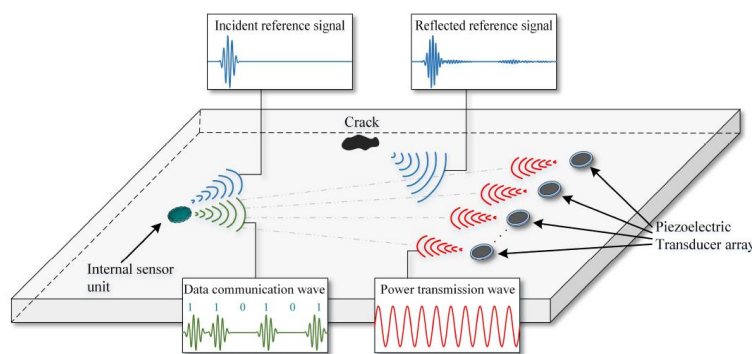 Incident reference signal
Reflected reference signal
Crack
Piezoelectric
Transducer array
Internal sensor
unit
Data communication wave
1 1 0 1 0 1
Power transmission wave